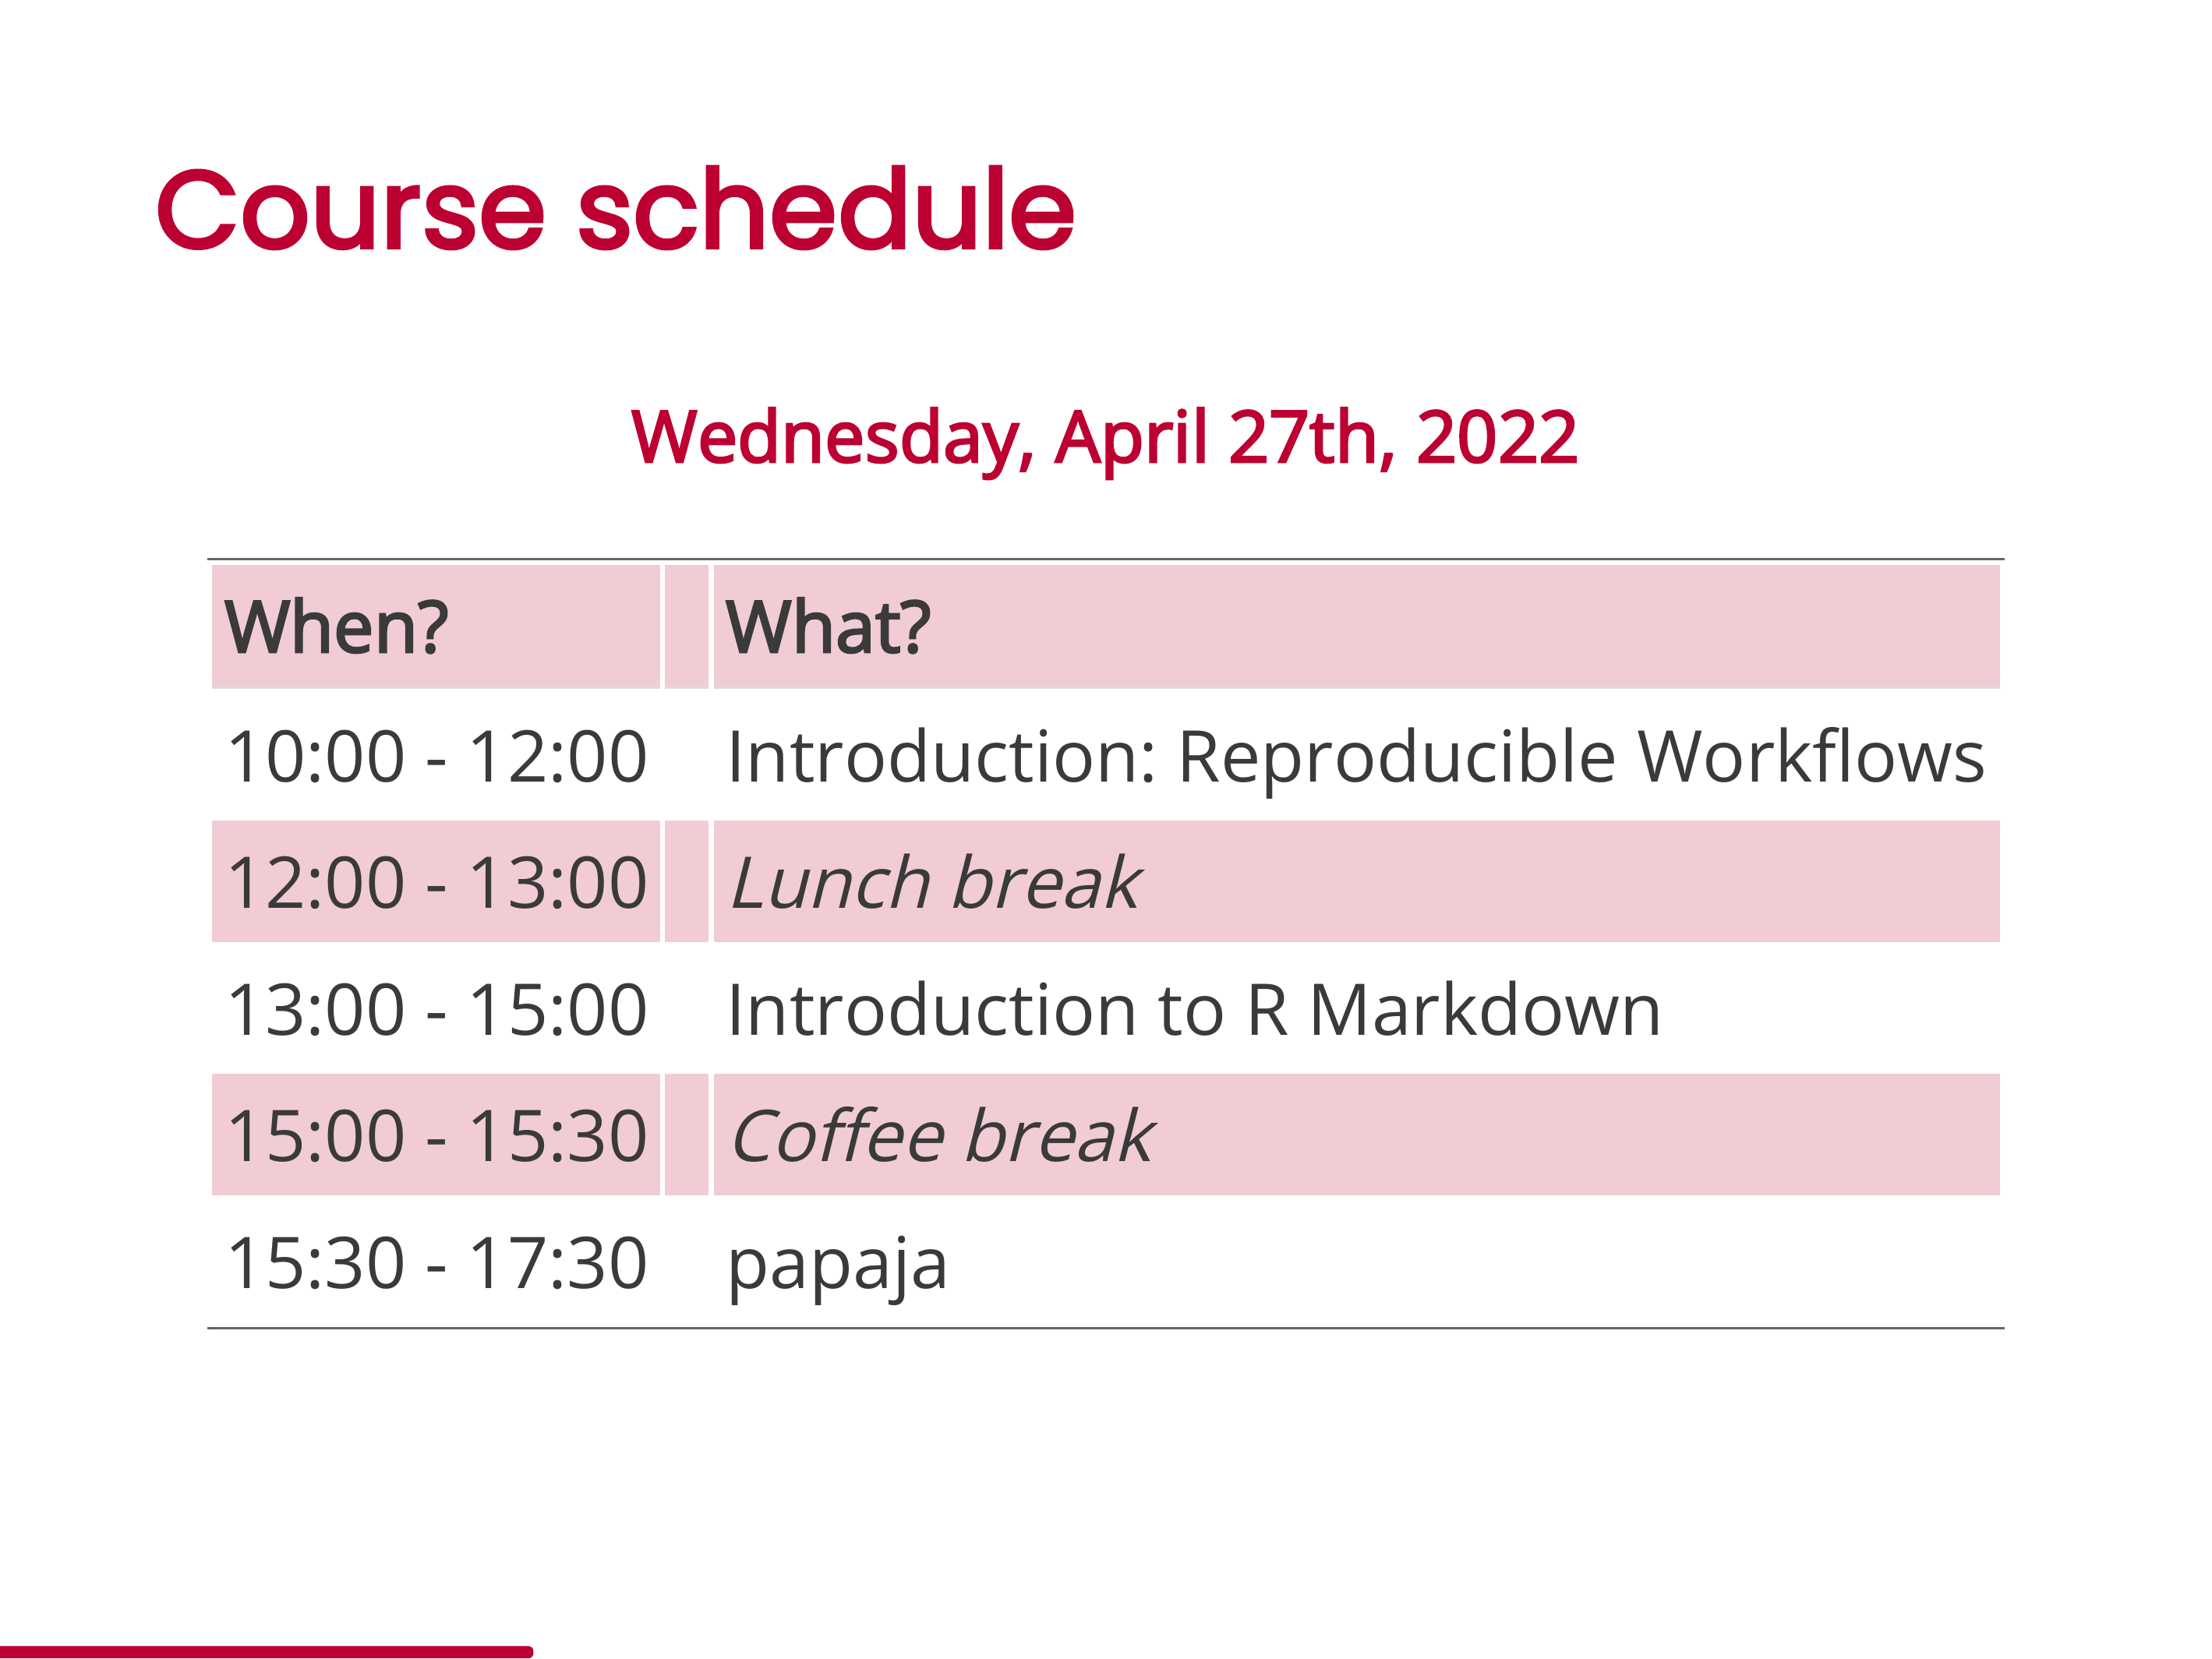 Course schedule
Wednesday, April 27th, 2022
When? What?
10:00 - 12:00 Introduction: Reproducible Workflows
12:00 - 13:00 Lunch break
13:00 - 15:00 Introduction to R Markdown
15:00 - 15:30 Coffee break
15:30 - 17:30 papaja